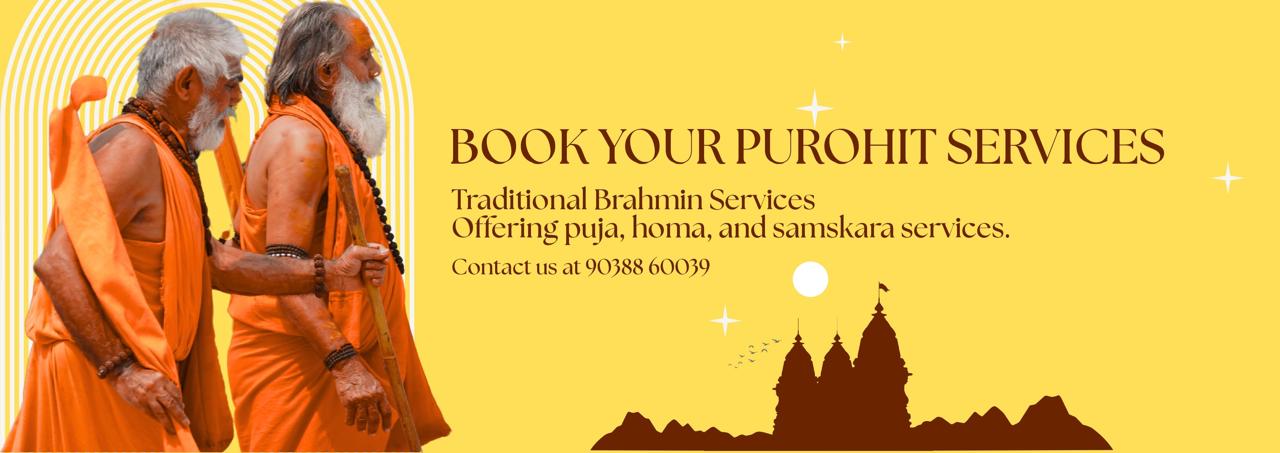 BOOK YOUR PUROHIT SERVICES
Traditional Brahmin Services
Offering puja, homa, and samskara services.
Contact us at 90388 60039